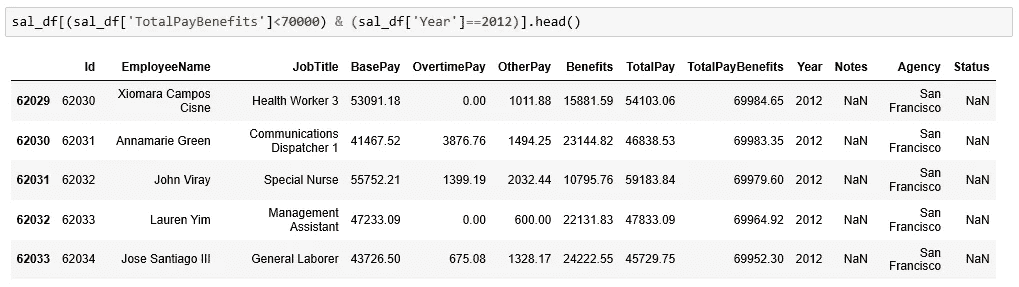 sal_df[(sal_df['TotalPayBenefits']<70000) & (sal_df['Year']==2012)].head()
Id EmployeeName JobTitle BasePay OvertimePay OtherPay Benefits TotalPay TotalPayBenefits Year Notes Agency Status
62029 62030 Xiomara Campos Cisne Health Worker 3 53091.18 0.00 1011.88 15881.59 54103.06 69984.65 2012 NaN San Francisco NaN
62030 62031 Annamarie Green Communications Dispatcher 1 41467.52 3876.76 1494.25 23144.82 46838.53 69983.35 2012 NaN San Francisco NaN
62031 62032 John Viray Special Nurse 55752.21 1399.19 2032.44 10795.76 59183.84 69979.60 2012 NaN San Francisco NaN
62032 62033 Lauren Yim Management Assistant 47233.09 0.00 600.00 22131.83 47833.09 69964.92 2012 NaN San Francisco NaN
62033 62034 Jose Santiago III General Laborer 43726.50 675.08 1328.17 24222.55 45729.75 69952.30 2012 NaN San Francisco NaN